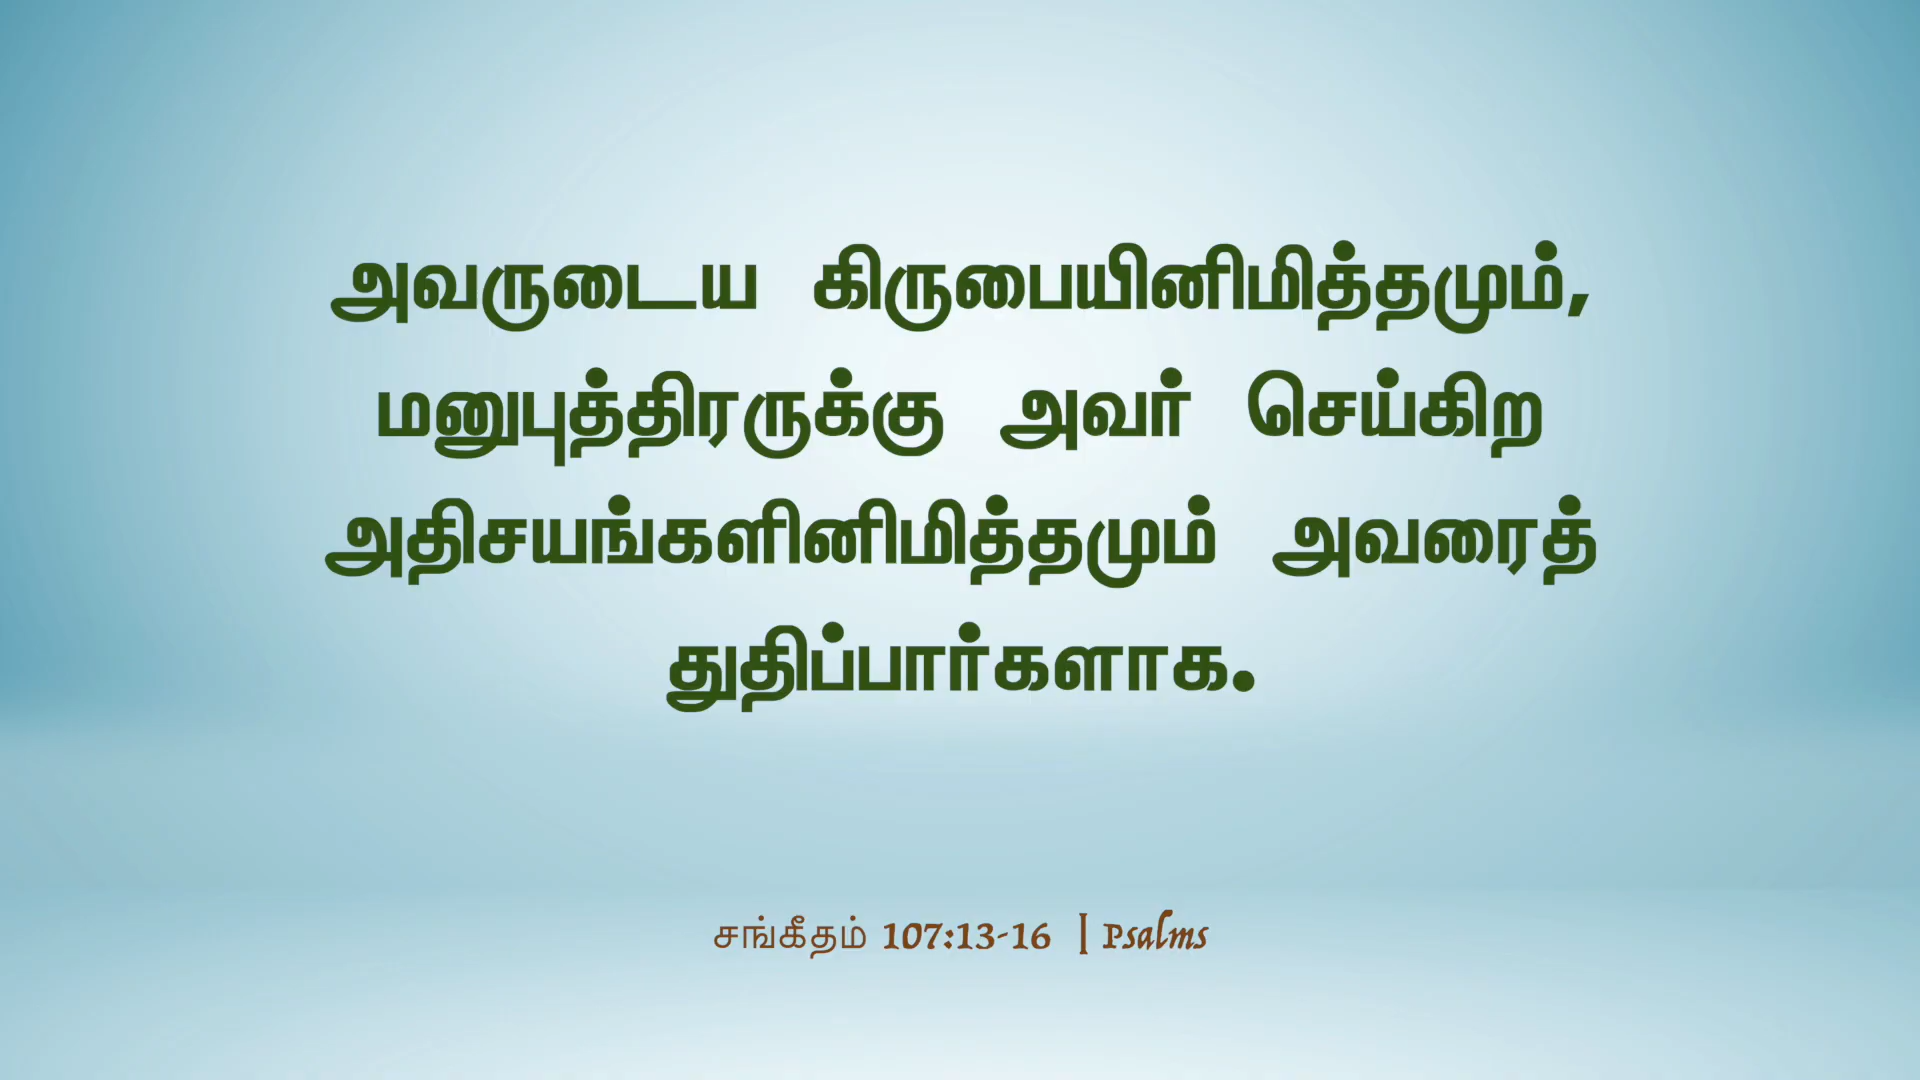 அவருடைய கிருபையினிமித்தமும்,
மனுபுத்திரருக்கு அவர் செய்கிற
அதிசயங்களினிமித்தமும் அவரைத்
துதிப்பார்களாக.
சங்கீதம் 107:13-16 | Psalms